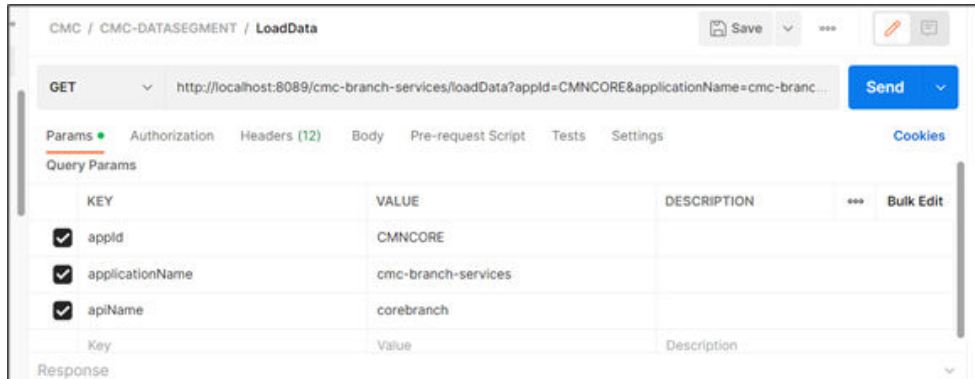 CMC / CMC-DATASEGMENT / LoadData Save ooo
GET http://localhost:8089/cmc-branch-services/loadData?appId=CMNCORE&applicationName=cmc-branc... Send
Params Authorization Headers (12) Body Pre-request Script Tests Settings Cookies
Query Params
KEY VALUE DESCRIPTION ooo Bulk Edit
appId CMNCORE
applicationName cmc-branch-services
apiName corebranch
Key Value Description
Response